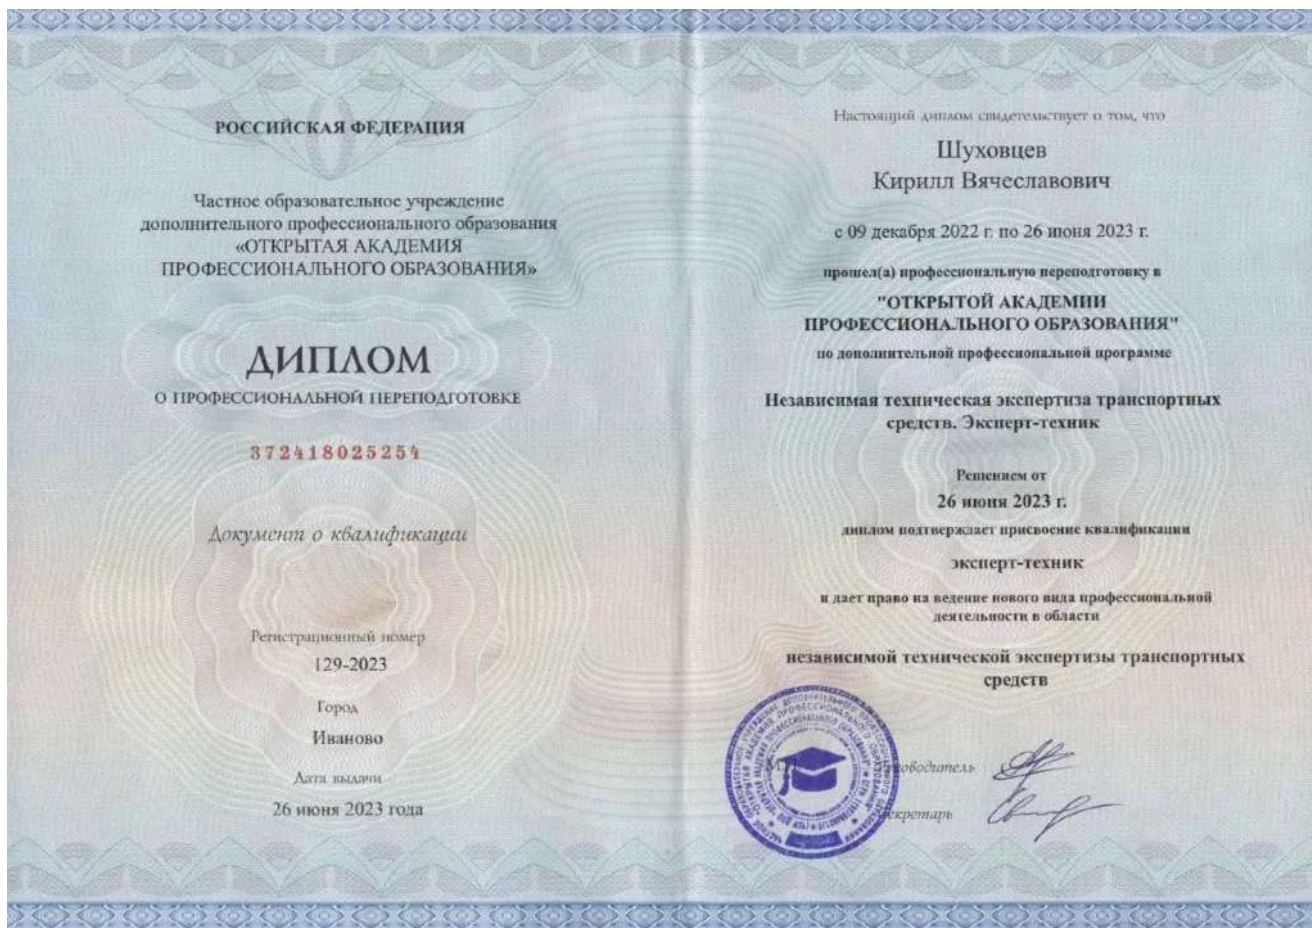 РОССИЙСКАЯ ФЕДЕРАЦИЯ
Частное образовательное учреждение
дополнительного профессионального образования
«ОТКРЫТАЯ АКАДЕМИЯ
ПРОФЕССИОНАЛЬНОГО ОБРАЗОВАНИЯ»
ДИПЛОМ
О ПРОФЕССИОНАЛЬНОЙ ПЕРЕПОДГОТОВКЕ
372418025254
Документ о квалификации
Регистрационный номер
129-2023
Город
Иваново
Дата выдачи
26 июня 2023 года
Настоящий диплом свидетельствует о том, что
Шуховцев
Кирилл Вячеславович
с 09 декабря 2022 г. по 26 июня 2023 г.
прошел(а) профессиональную переподготовку в
"ОТКРЫТОЙ АКАДЕМИИ
ПРОФЕССИОНАЛЬНОГО ОБРАЗОВАНИЯ"
по дополнительной профессиональной программе
Независимая техническая экспертиза транспортных
средств. Эксперт-техник
Решением от
26 июня 2023 г.
диплом подтверждает присвоение квалификации
эксперт-техник
и дает право на ведение нового вида профессиональной
деятельности в области
независимой технической экспертизы транспортных
средств
М.П.
Руководитель
Секретарь